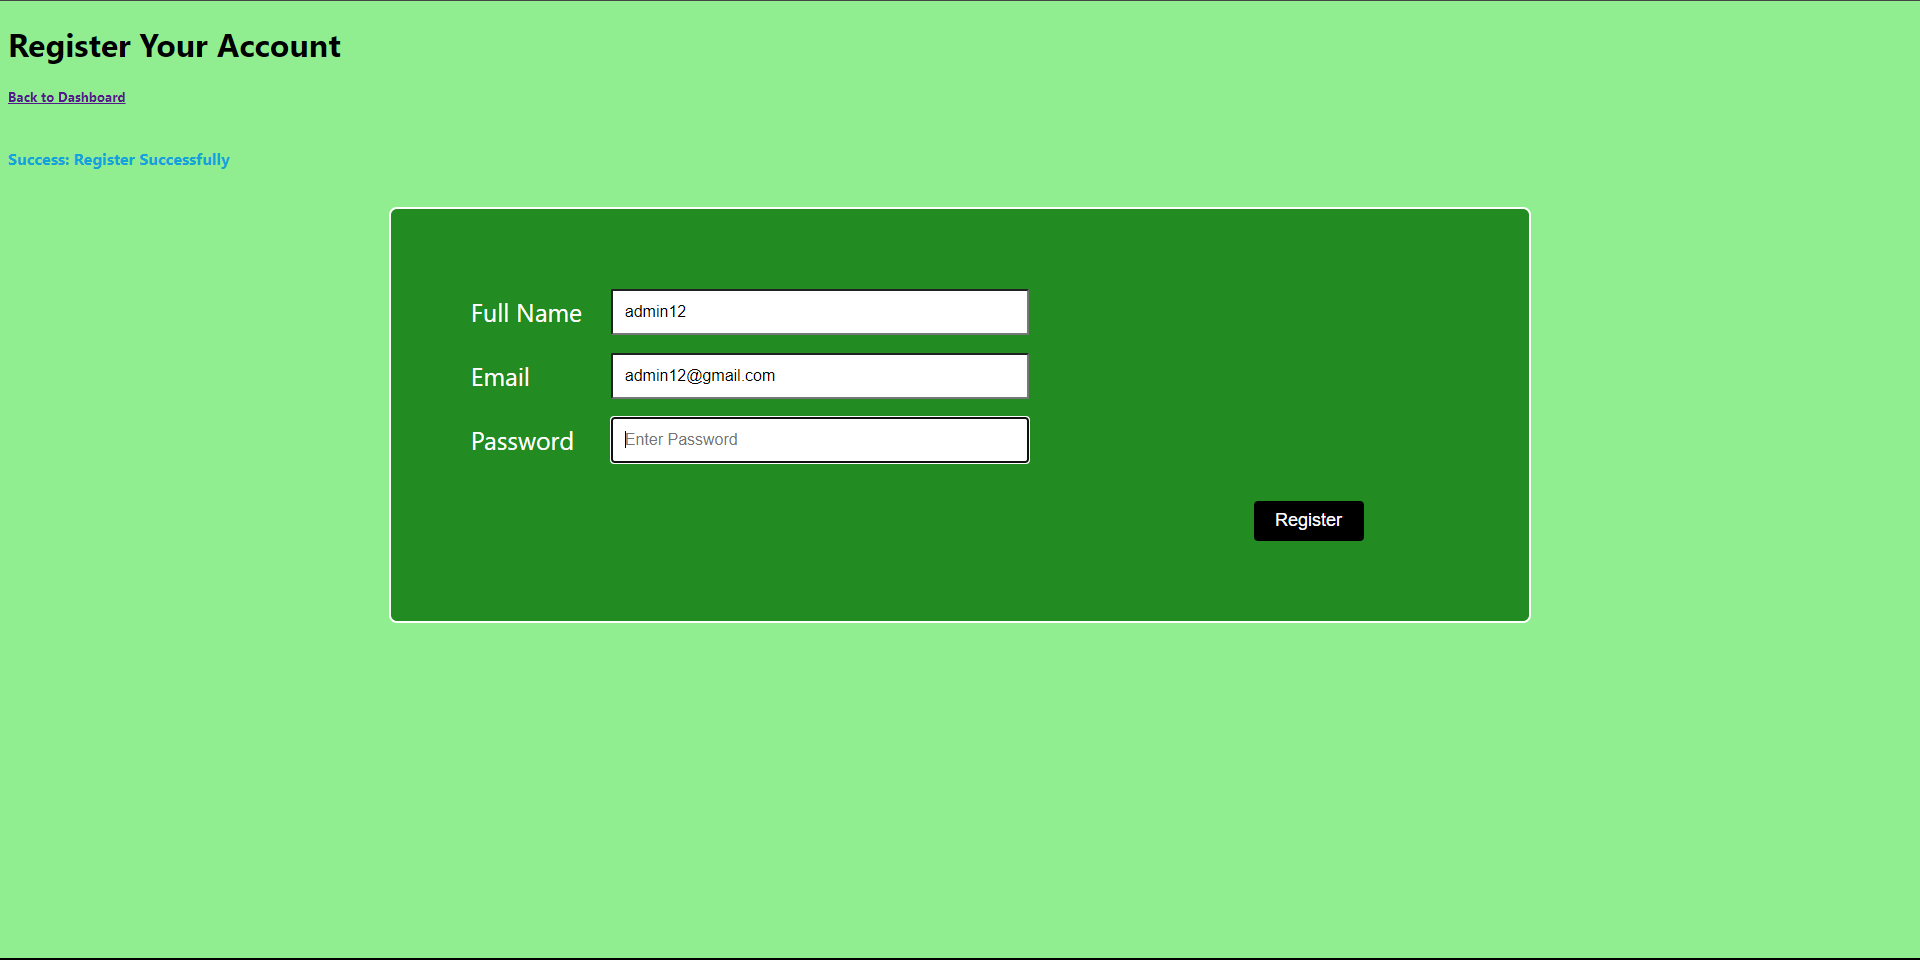 Register Your Account
Back to Dashboard
Success: Register Successfully
Full Name admin12
Email admin12@gmail.com
Password Enter Password
Register